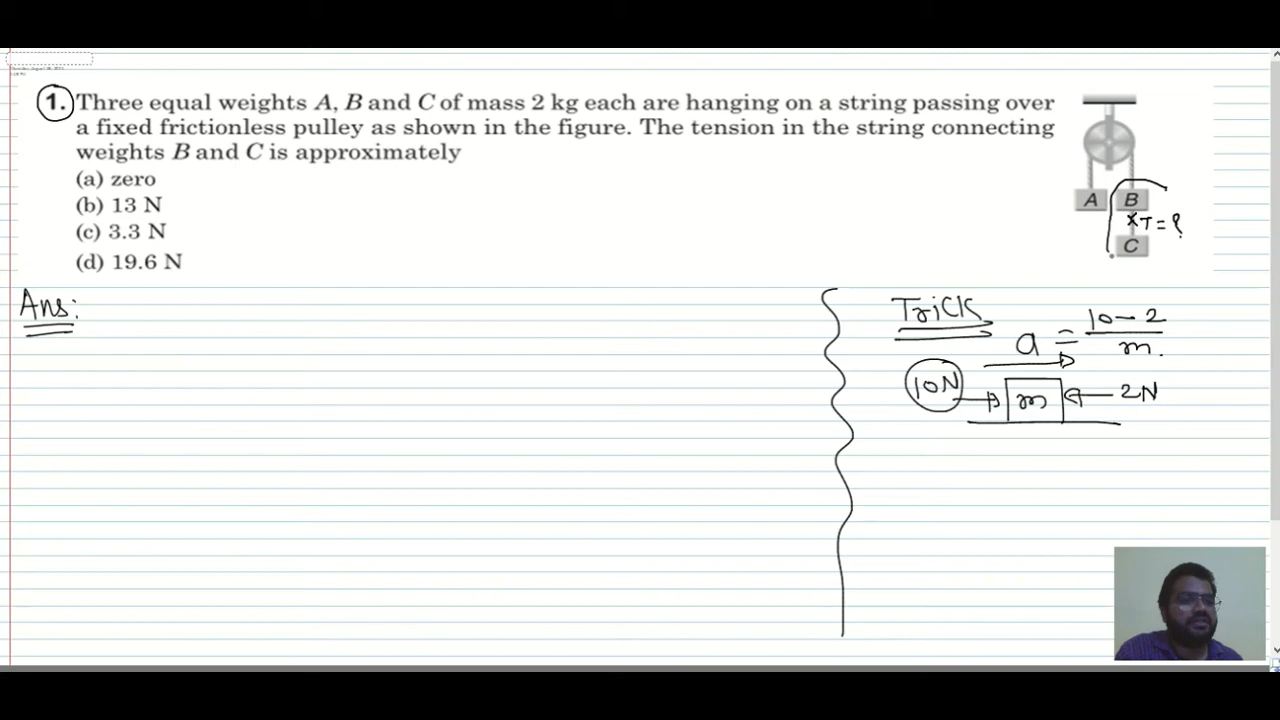 1. Three equal weights A, B and C of mass 2 kg each are hanging on a string passing over
a fixed frictionless pulley as shown in the figure. The tension in the string connecting
weights B and C is approximately
(a) zero
(b) 13 N
(c) 3.3 N
(d) 19.6 N
A B
T = ?
C
Ans:
Trick
a = 10 - 2 / m.
10N m 2N